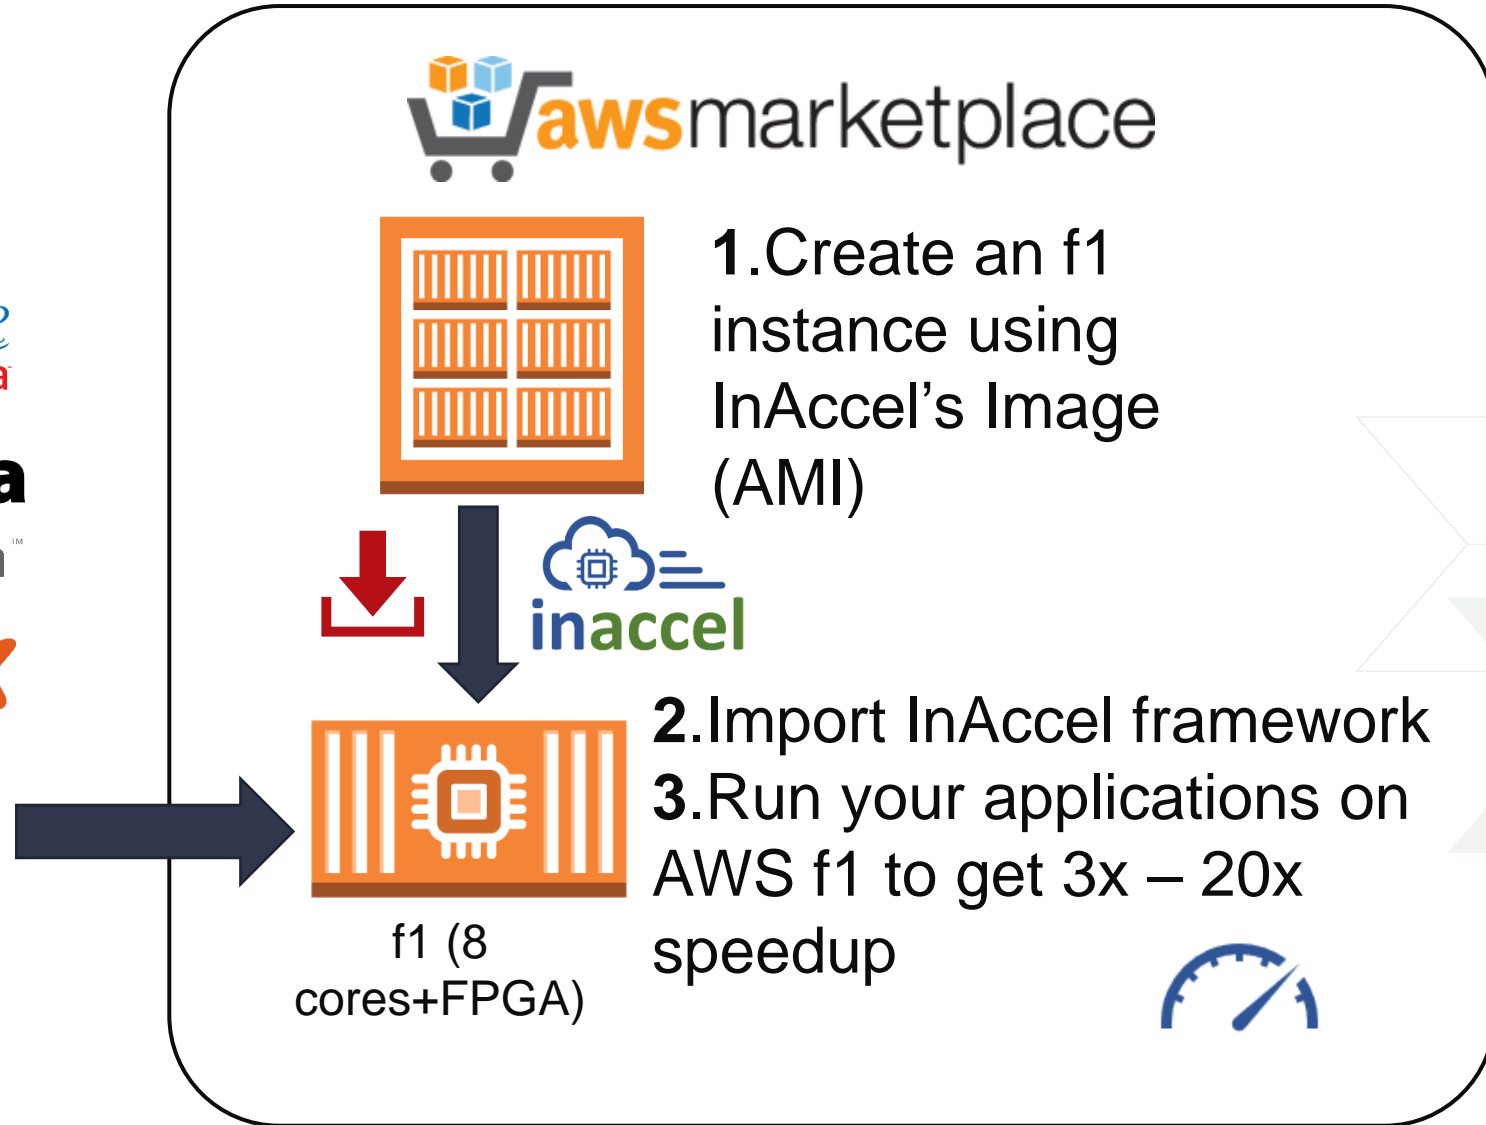 awsmarketplace
1.Create an f1
instance using
InAccel’s Image
(AMI)
inaccel
2.Import InAccel framework
3.Run your applications on
AWS f1 to get 3x – 20x
speedup
f1 (8
cores+FPGA)
a
a
TM